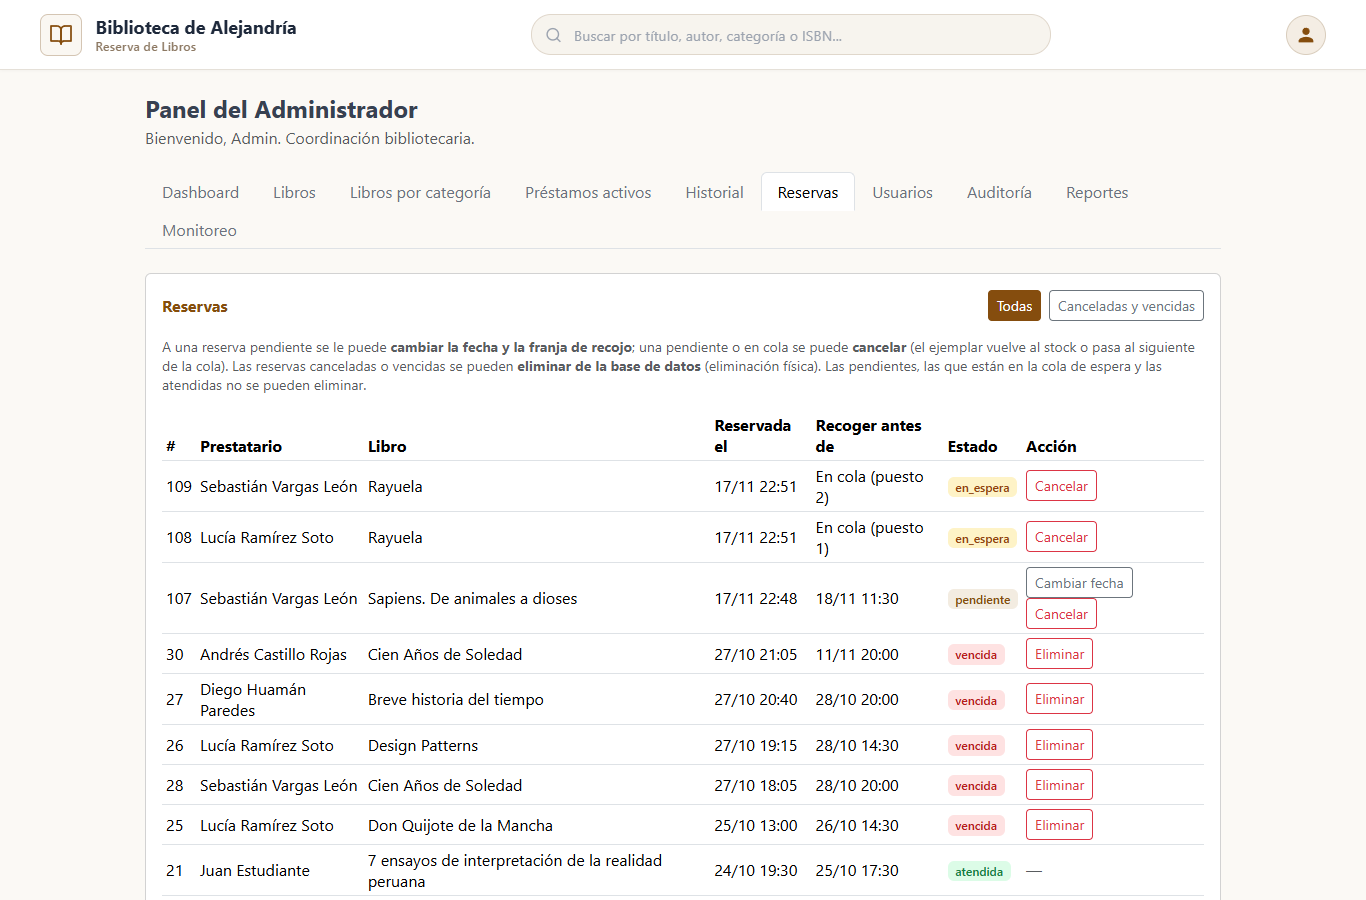 Biblioteca de Alejandría
Reserva de Libros
Buscar por título, autor, categoría o ISBN...
Panel del Administrador
Bienvenido, Admin. Coordinación bibliotecaria.
Dashboard Libros Libros por categoría Préstamos activos Historial Reservas Usuarios Auditoría Reportes
Monitoreo
Reservas Todas Canceladas y vencidas
A una reserva pendiente se le puede cambiar la fecha y la franja de recojo; una pendiente o en cola se puede cancelar (el ejemplar vuelve al stock o pasa al siguiente
de la cola). Las reservas canceladas o vencidas se pueden eliminar de la base de datos (eliminación física). Las pendientes, las que están en la cola de espera y las
atendidas no se pueden eliminar.
# Prestatario Libro Reservada el Recoger antes de Estado Acción
109 Sebastián Vargas León Rayuela 17/11 22:51 En cola (puesto 2) en_espera Cancelar
108 Lucía Ramírez Soto Rayuela 17/11 22:51 En cola (puesto 1) en_espera Cancelar
107 Sebastián Vargas León Sapiens. De animales a dioses 17/11 22:48 18/11 11:30 pendiente Cambiar fecha Cancelar
30 Andrés Castillo Rojas Cien Años de Soledad 27/10 21:05 11/11 20:00 vencida Eliminar
27 Diego Huamán Paredes Breve historia del tiempo 27/10 20:40 28/10 20:00 vencida Eliminar
26 Lucía Ramírez Soto Design Patterns 27/10 19:15 28/10 14:30 vencida Eliminar
28 Sebastián Vargas León Cien Años de Soledad 27/10 18:05 28/10 20:00 vencida Eliminar
25 Lucía Ramírez Soto Don Quijote de la Mancha 25/10 13:00 26/10 14:30 vencida Eliminar
21 Juan Estudiante 7 ensayos de interpretación de la realidad peruana 24/10 19:30 25/10 17:30 atendida —